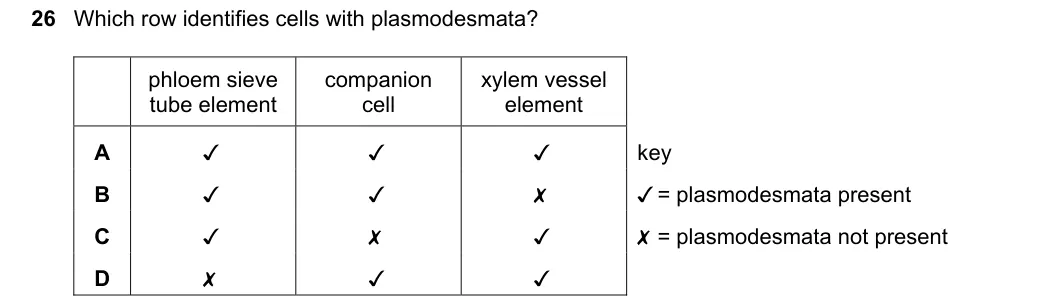 26 Which row identifies cells with plasmodesmata?
phloem sieve tube element companion cell xylem vessel element
A ✓ ✓ ✓ key
B ✓ ✓ ✗ ✓ = plasmodesmata present
C ✓ ✗ ✓ ✗ = plasmodesmata not present
D ✗ ✓ ✓